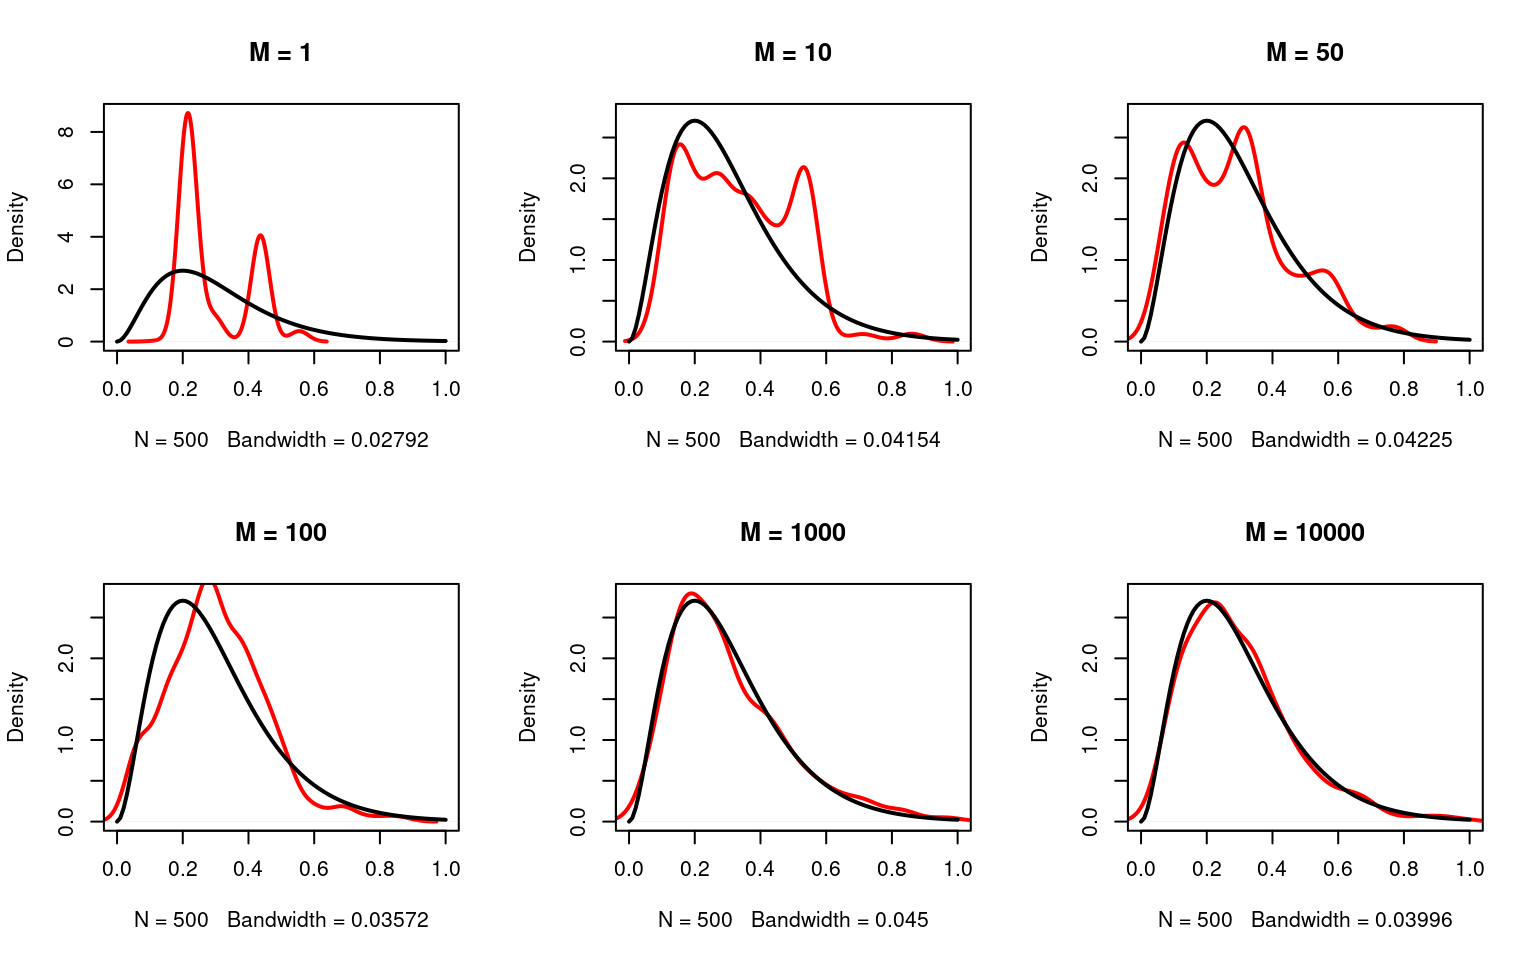 M = 1
Density
0 2 4 6 8
0.0 0.2 0.4 0.6 0.8 1.0
N = 500 Bandwidth = 0.02792
M = 10
Density
0.0 1.0 2.0
0.0 0.2 0.4 0.6 0.8 1.0
N = 500 Bandwidth = 0.04154
M = 50
Density
0.0 1.0 2.0
0.0 0.2 0.4 0.6 0.8 1.0
N = 500 Bandwidth = 0.04225
M = 100
Density
0.0 1.0 2.0
0.0 0.2 0.4 0.6 0.8 1.0
N = 500 Bandwidth = 0.03572
M = 1000
Density
0.0 1.0 2.0
0.0 0.2 0.4 0.6 0.8 1.0
N = 500 Bandwidth = 0.045
M = 10000
Density
0.0 1.0 2.0
0.0 0.2 0.4 0.6 0.8 1.0
N = 500 Bandwidth = 0.03996